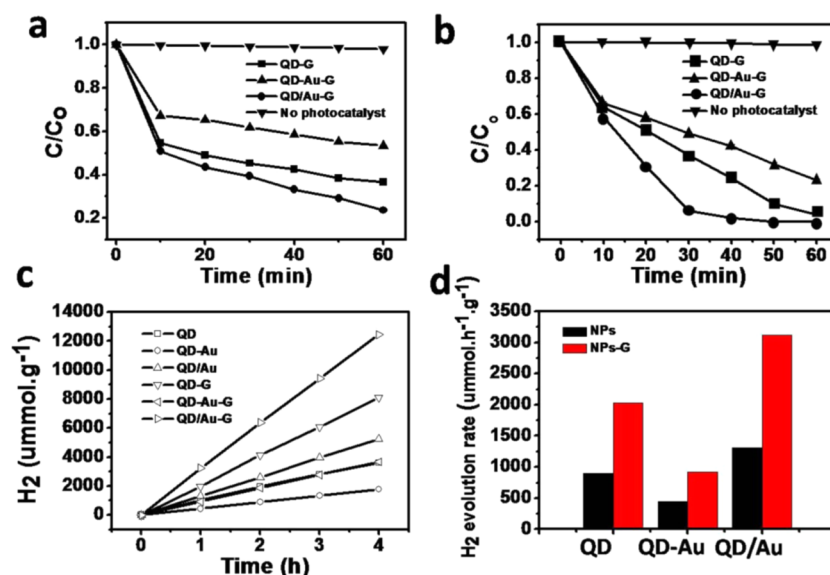 a
1.0
0.8
0.6
0.4
0.2
C/Co
QD-G
QD-Au-G
QD/Au-G
No photocatalyst
0 20 40 60
Time (min)
b
1.0
0.8
0.6
0.4
0.2
0.0
C/Co
QD-G
QD-Au-G
QD/Au-G
No photocatalyst
0 10 20 30 40 50 60
Time (min)
c
14000
12000
10000
8000
6000
4000
2000
0
H2 (ummol.g-1)
QD
QD-Au
QD/Au
QD-G
QD-Au-G
QD/Au-G
0 1 2 3 4
Time (h)
d
3500
3000
2500
2000
1500
1000
500
0
H2 evolution rate (ummol.h-1.g-1)
NPs
NPs-G
QD QD-Au QD/Au